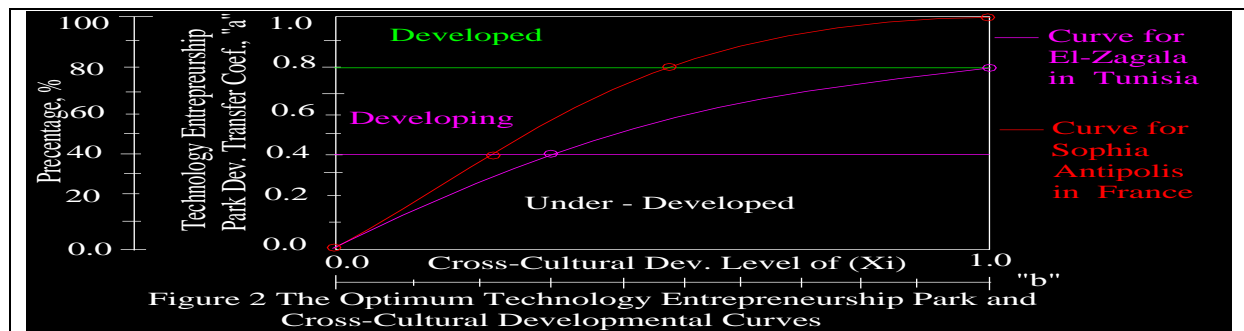 Precentage, %
100
80
60
40
20
0.0
Technology Entrepreneurship
Park Dev. Transfer Coef., "a"
1.0
0.8
0.6
0.4
0.2
0.0
Developed
Developing
Under - Developed
Curve for
El-Zagala
in Tunisia
Curve for
Sophia
Antipolis
in France
0.0
Cross-Cultural Dev. Level of (Xi)
1.0
"b"
Figure 2 The Optimum Technology Entrepreneurship Park and
Cross-Cultural Developmental Curves